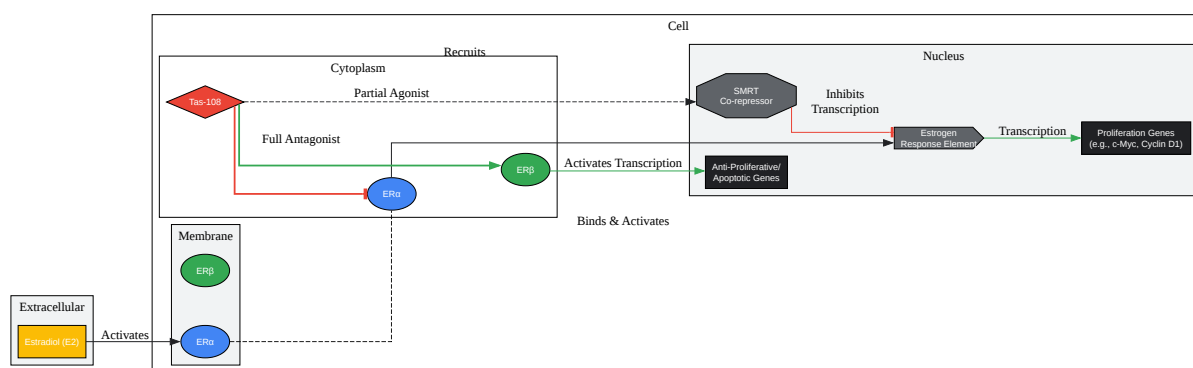 Cell
Recruits
Nucleus
Cytoplasm
Tas-108
Partial Agonist
SMRT
Co-repressor
Inhibits
Transcription
Full Antagonist
Estrogen
Response Element
Transcription
Proliferation Genes
(e.g., c-Myc, Cyclin D1)
ERβ
Activates Transcription
Anti-Proliferative/
Apoptotic Genes
ERα
Binds & Activates
Membrane
ERβ
Extracellular
Estradiol (E2)
Activates
ERα